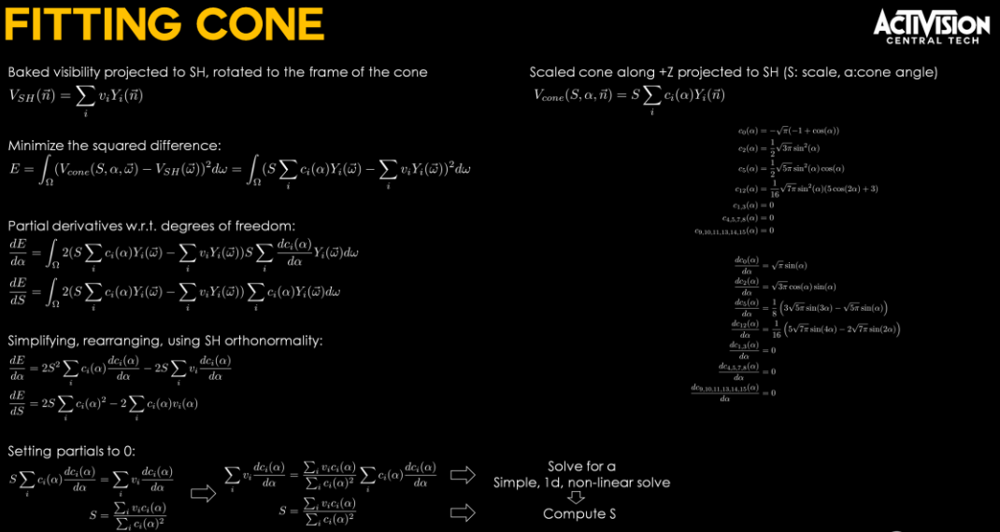 FITTING CONE
ACTIVISION
CENTRAL TECH
Baked visibility projected to SH, rotated to the frame of the cone
V_{SH}(\vec{n}) = \sum_i v_i Y_i(\vec{n})
Minimize the squared difference:
E = \int_\Omega (V_{cone}(S, \alpha, \vec{\omega}) - V_{SH}(\vec{\omega}))^2 d\omega = \int_\Omega (S \sum_i c_i(\alpha) Y_i(\vec{\omega}) - \sum_i v_i Y_i(\vec{\omega}))^2 d\omega
Partial derivatives w.r.t. degrees of freedom:
\frac{dE}{d\alpha} = \int_\Omega 2(S \sum_i c_i(\alpha) Y_i(\vec{\omega}) - \sum_i v_i Y_i(\vec{\omega})) S \sum_i \frac{dc_i(\alpha)}{d\alpha} Y_i(\vec{\omega}) d\omega
\frac{dE}{dS} = \int_\Omega 2(S \sum_i c_i(\alpha) Y_i(\vec{\omega}) - \sum_i v_i Y_i(\vec{\omega})) \sum_i c_i(\alpha) Y_i(\vec{\omega}) d\omega
Simplifying, rearranging, using SH orthonormality:
\frac{dE}{d\alpha} = 2S^2 \sum_i c_i(\alpha) \frac{dc_i(\alpha)}{d\alpha} - 2S \sum_i v_i \frac{dc_i(\alpha)}{d\alpha}
\frac{dE}{dS} = 2S \sum_i c_i(\alpha)^2 - 2 \sum_i c_i(\alpha) v_i(\alpha)
Scaled cone along +Z projected to SH (S: scale, a:cone angle)
V_{cone}(S, \alpha, \vec{n}) = S \sum_i c_i(\alpha) Y_i(\vec{n})
c_0(\alpha) = -\sqrt{\pi}(-1 + \cos(\alpha))
c_2(\alpha) = \frac{1}{2}\sqrt{3\pi} \sin^2(\alpha)
c_5(\alpha) = \frac{1}{2}\sqrt{5\pi} \sin^2(\alpha) \cos(\alpha)
c_{12}(\alpha) = \frac{1}{16}\sqrt{7\pi} \sin^2(\alpha)(5\cos(2\alpha) + 3)
c_{1,3}(\alpha) = 0
c_{4,5,7,8}(\alpha) = 0
c_{9,10,11,13,14,15}(\alpha) = 0
\frac{dc_0(\alpha)}{d\alpha} = \sqrt{\pi} \sin(\alpha)
\frac{dc_2(\alpha)}{d\alpha} = \sqrt{3\pi} \cos(\alpha) \sin(\alpha)
\frac{dc_5(\alpha)}{d\alpha} = \frac{1}{8} (3\sqrt{5\pi} \sin(3\alpha) - \sqrt{5\pi} \sin(\alpha))
\frac{dc_{12}(\alpha)}{d\alpha} = \frac{1}{16} (5\sqrt{7\pi} \sin(4\alpha) - 2\sqrt{7\pi} \sin(2\alpha))
\frac{dc_{1,3}(\alpha)}{d\alpha} = 0
\frac{dc_{4,5,7,8}(\alpha)}{d\alpha} = 0
\frac{dc_{9,10,11,13,14,15}(\alpha)}{d\alpha} = 0
Setting partials to 0:
S \sum_i c_i(\alpha) \frac{dc_i(\alpha)}{d\alpha} = \sum_i v_i \frac{dc_i(\alpha)}{d\alpha}
S = \frac{\sum_i v_i c_i(\alpha)}{\sum_i c_i(\alpha)^2}
\sum_i v_i \frac{dc_i(\alpha)}{d\alpha} = \frac{\sum_i v_i c_i(\alpha)}{\sum_i c_i(\alpha)^2} \sum_i c_i(\alpha) \frac{dc_i(\alpha)}{d\alpha}
S = \frac{\sum_i v_i c_i(\alpha)}{\sum_i c_i(\alpha)^2}
Solve for a
Simple, 1d, non-linear solve
Compute S